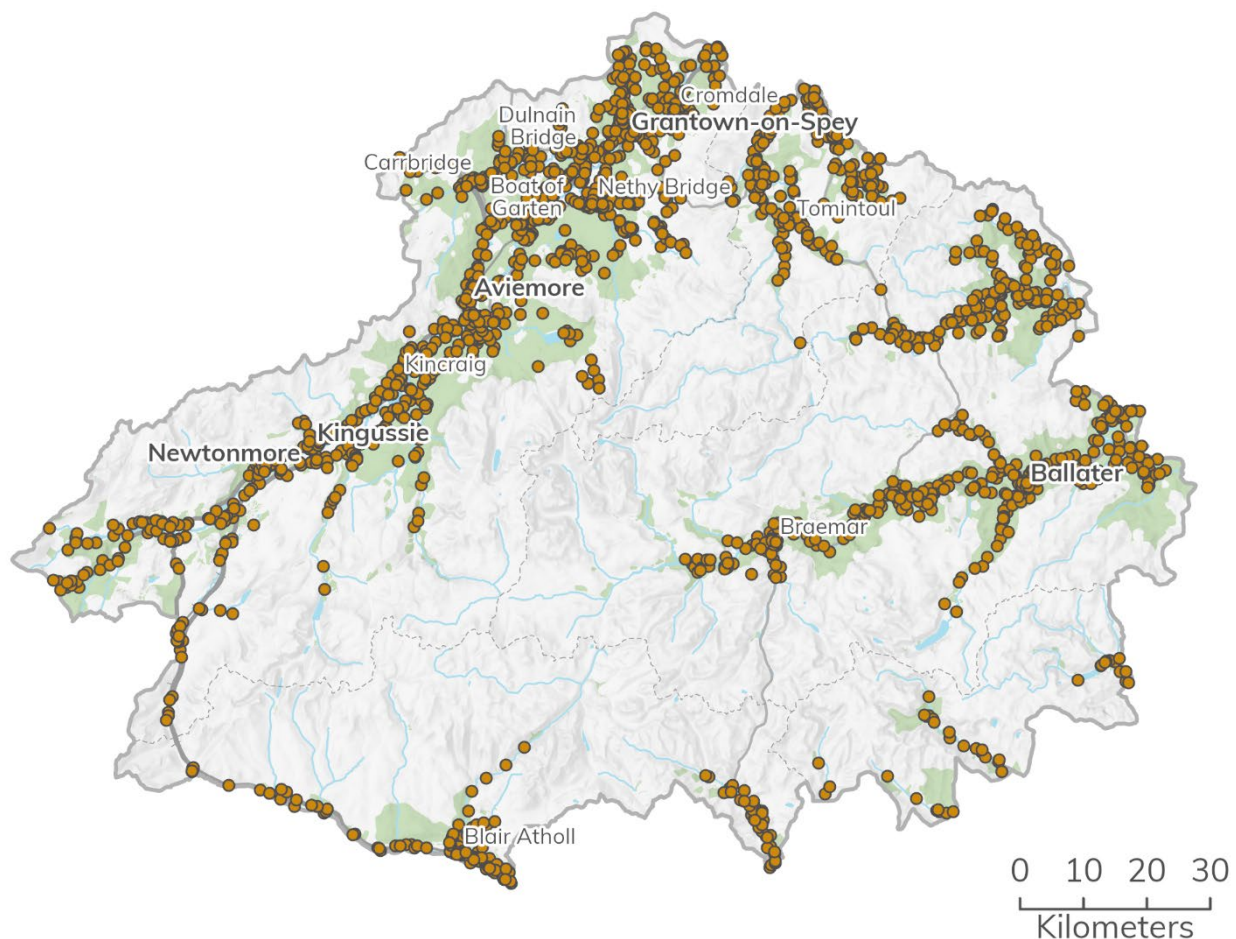 Cromdale
Dulnain
Bridge
Grantown-on-Spey
Carrbridge
Boat of
Garten
Nethy Bridge
Tomintoul
Aviemore
Kincraig
Kingussie
Newtonmore
Ballater
Braemar
Blair Atholl
0 10 20 30
Kilometers